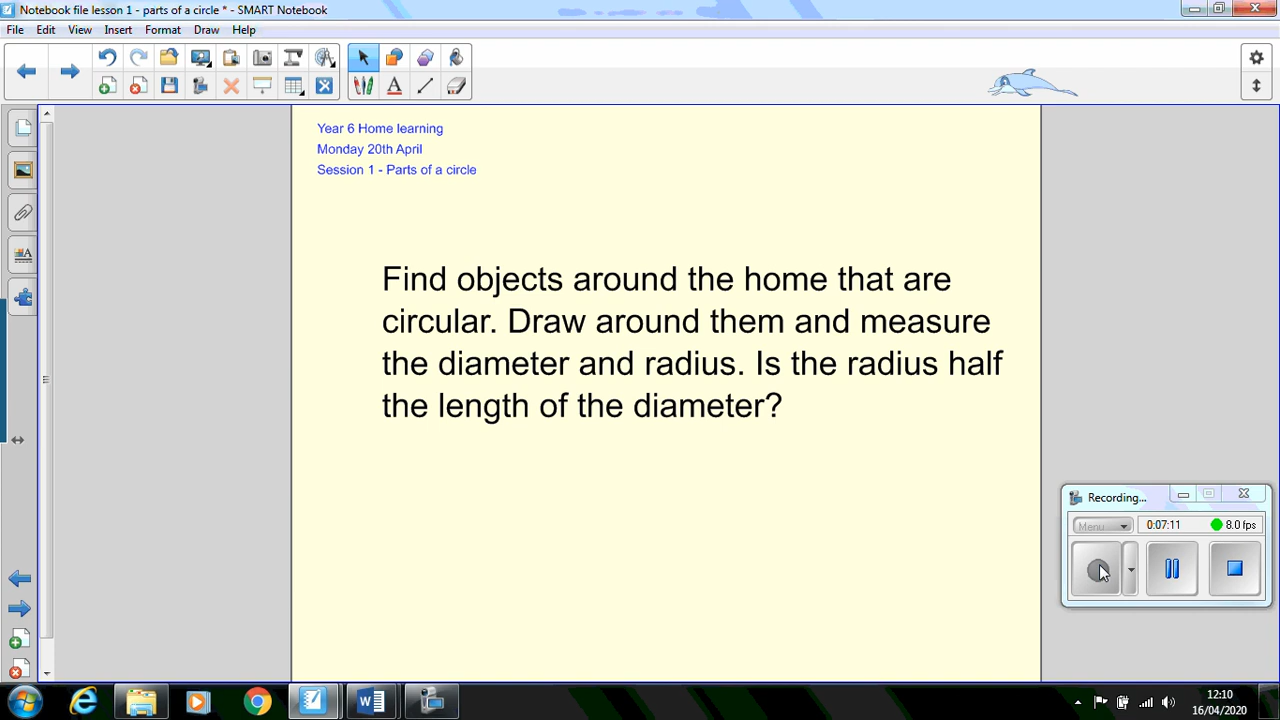 Notebook file lesson 1 - parts of a circle * - SMART Notebook
File Edit View Insert Format Draw Help
Year 6 Home learning
Monday 20th April
Session 1 - Parts of a circle
Find objects around the home that are
circular. Draw around them and measure
the diameter and radius. Is the radius half
the length of the diameter?
Recording...
Menu 0:07:11 8.0 fps
12:10
16/04/2020